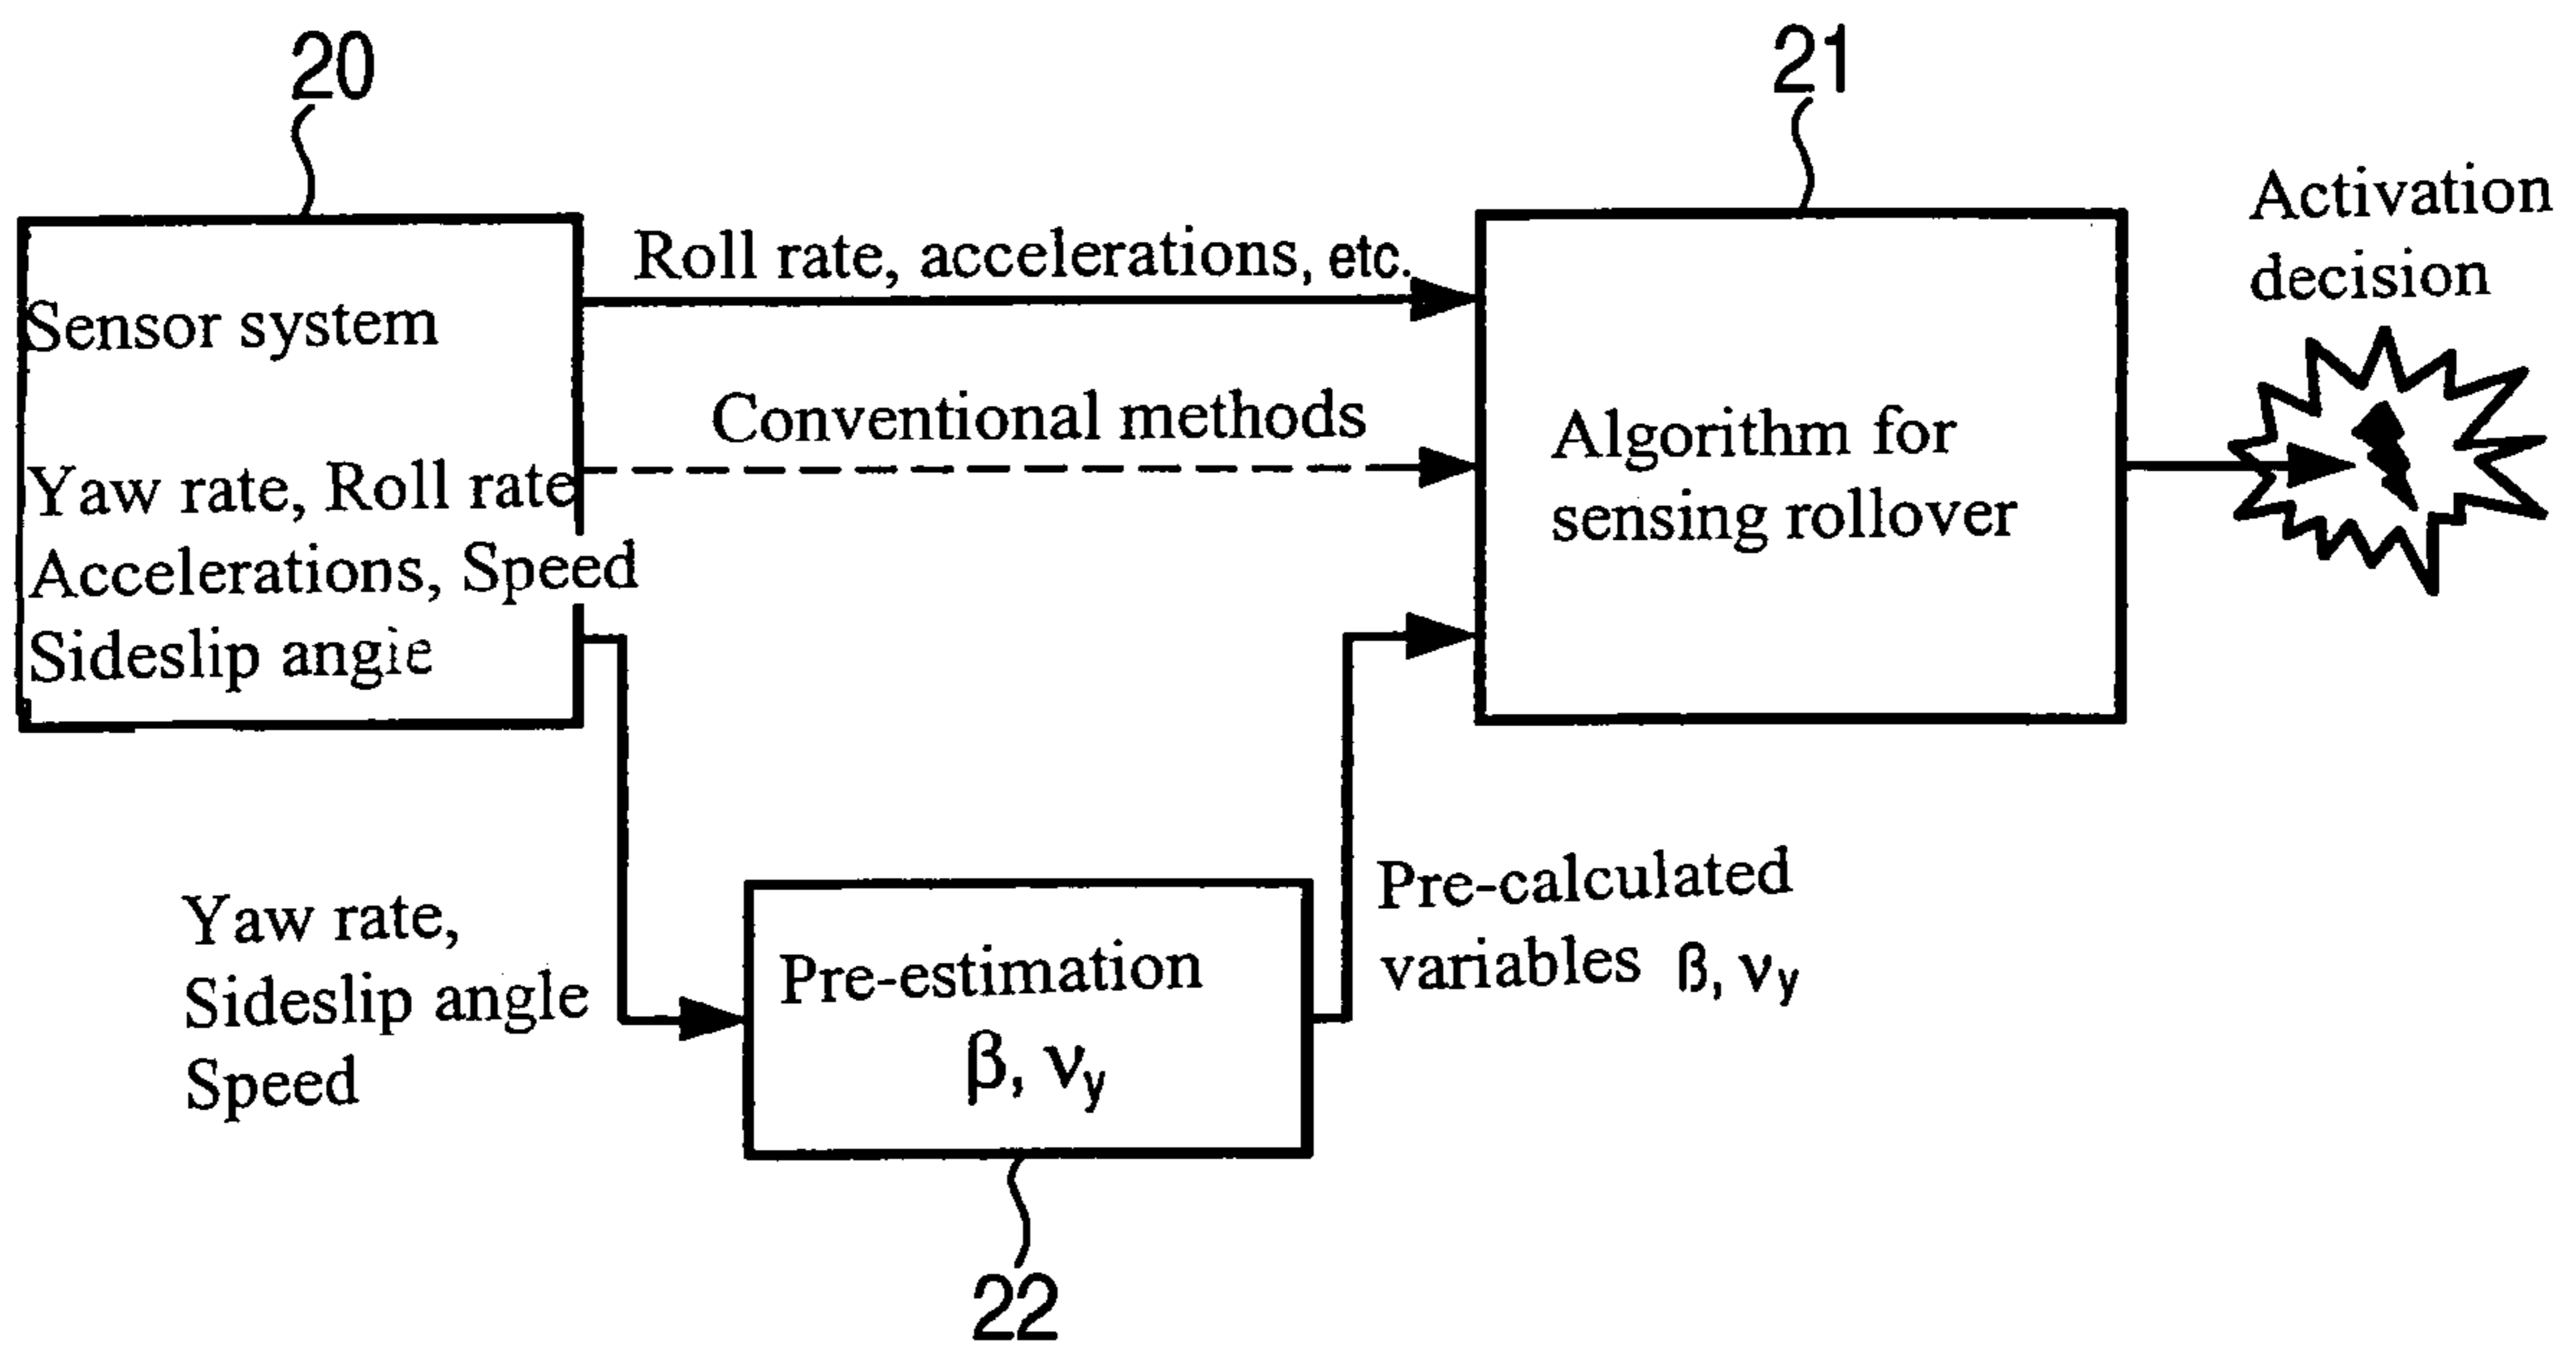 20
21
Activation
decision
Roll rate, accelerations, etc.
Sensor system
Conventional methods
Algorithm for
sensing rollover
Yaw rate, Roll rate
Accelerations, Speed
Sideslip angle
Yaw rate,
Sideslip angle
Speed
Pre-estimation
β, νy
Pre-calculated
variables β, νy
22